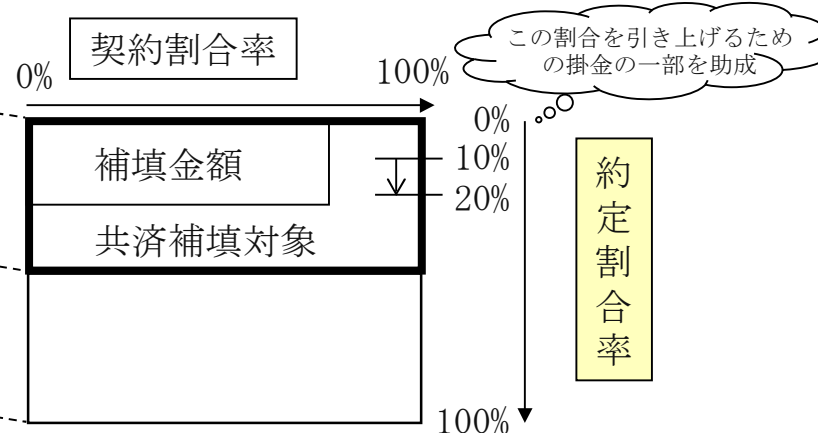 契約割合率
この割合を引き上げるため
の掛金の一部を助成
0%
100%
0%
10%
20%
補填金額
共済補填対象
約定割合率
100%